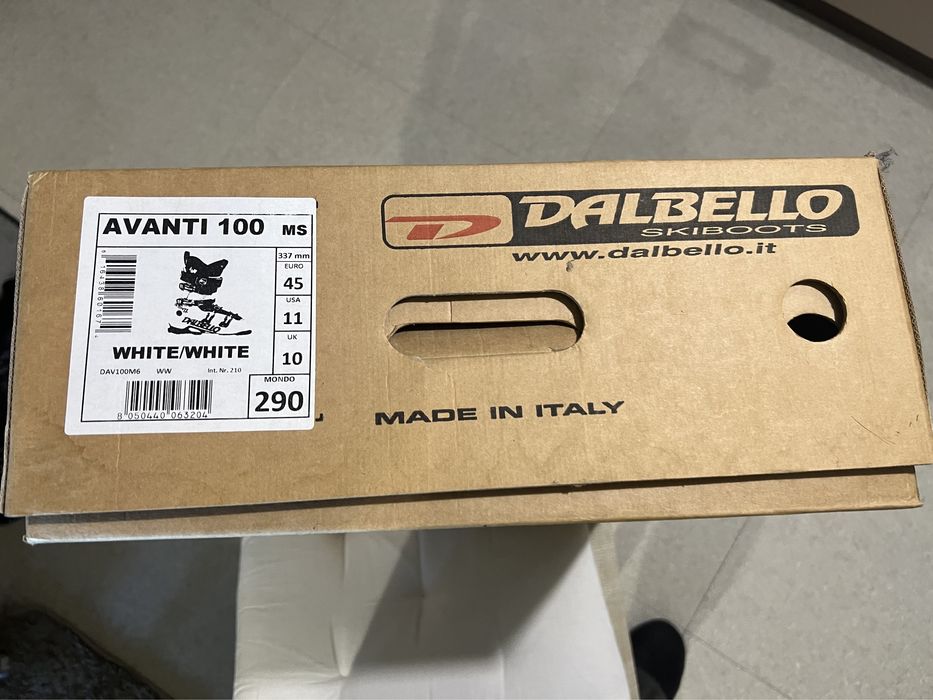 AVANTI 100 MS
337 mm
EURO
45
USA
11
UK
10
DALBELLO
WHITE/WHITE
DAV100M6 WW Int. Nr. 210
MONDO
290
8 050440 063204
DALBELLO
SKIBOOTS
www.dalbello.it
MADE IN ITALY